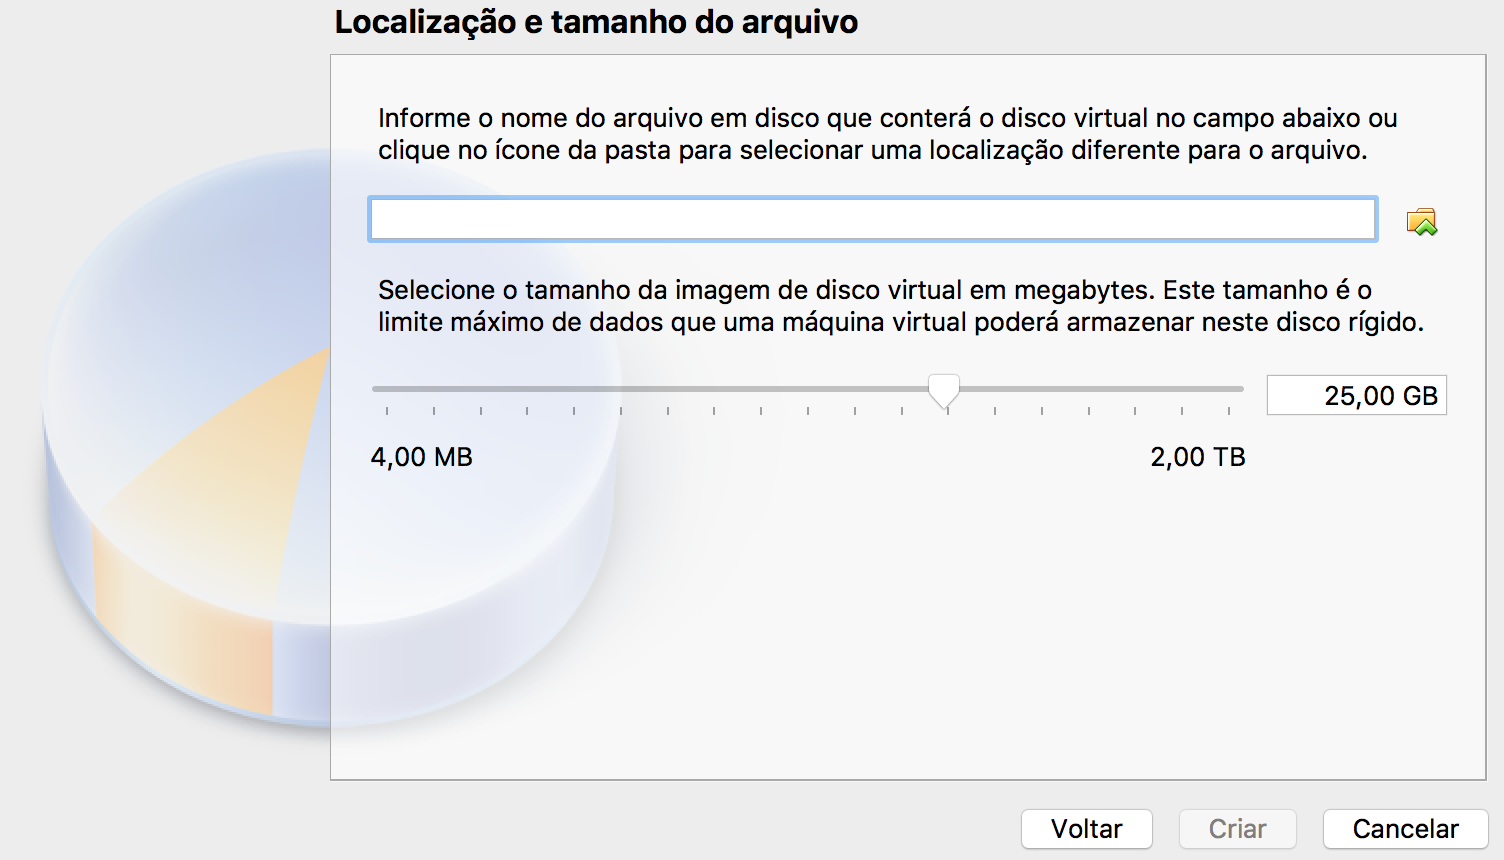 Localização e tamanho do arquivo
Informe o nome do arquivo em disco que conterá o disco virtual no campo abaixo ou
clique no ícone da pasta para selecionar uma localização diferente para o arquivo.
Selecione o tamanho da imagem de disco virtual em megabytes. Este tamanho é o
limite máximo de dados que uma máquina virtual poderá armazenar neste disco rígido.
25,00 GB
4,00 MB
2,00 TB
Voltar
Criar
Cancelar